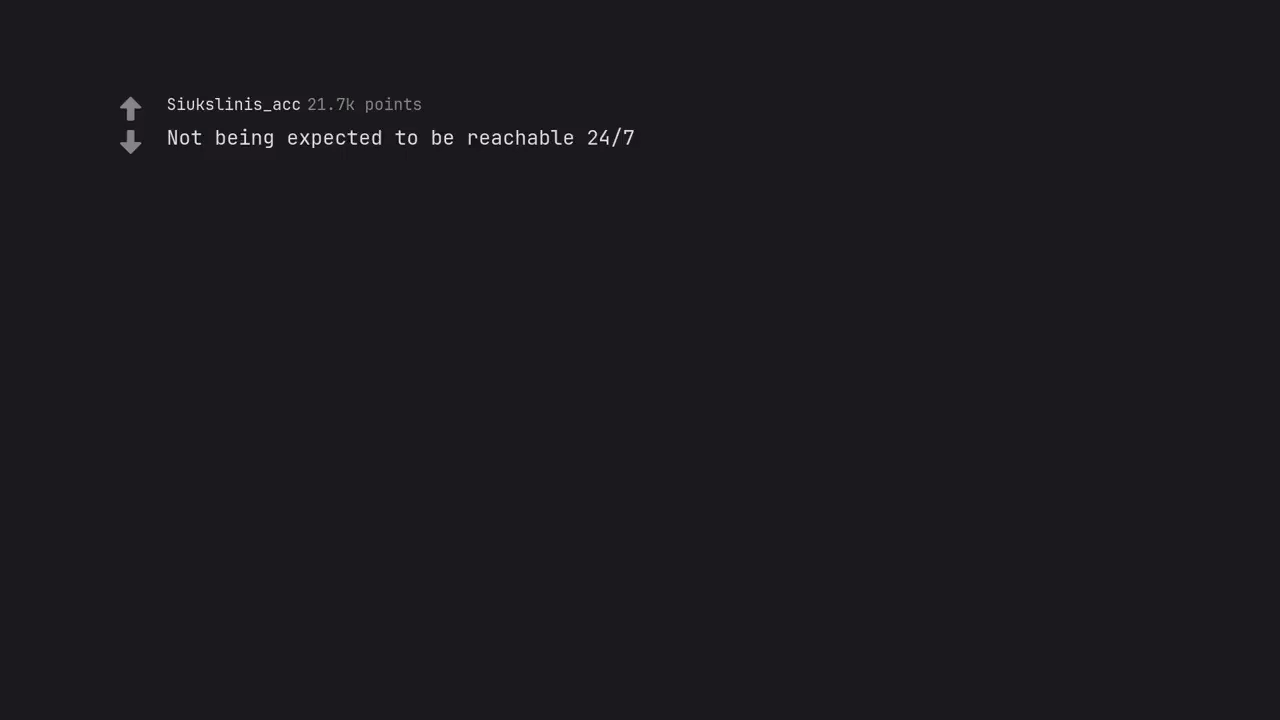 Siukslinis_acc 21.7k points
Not being expected to be reachable 24/7